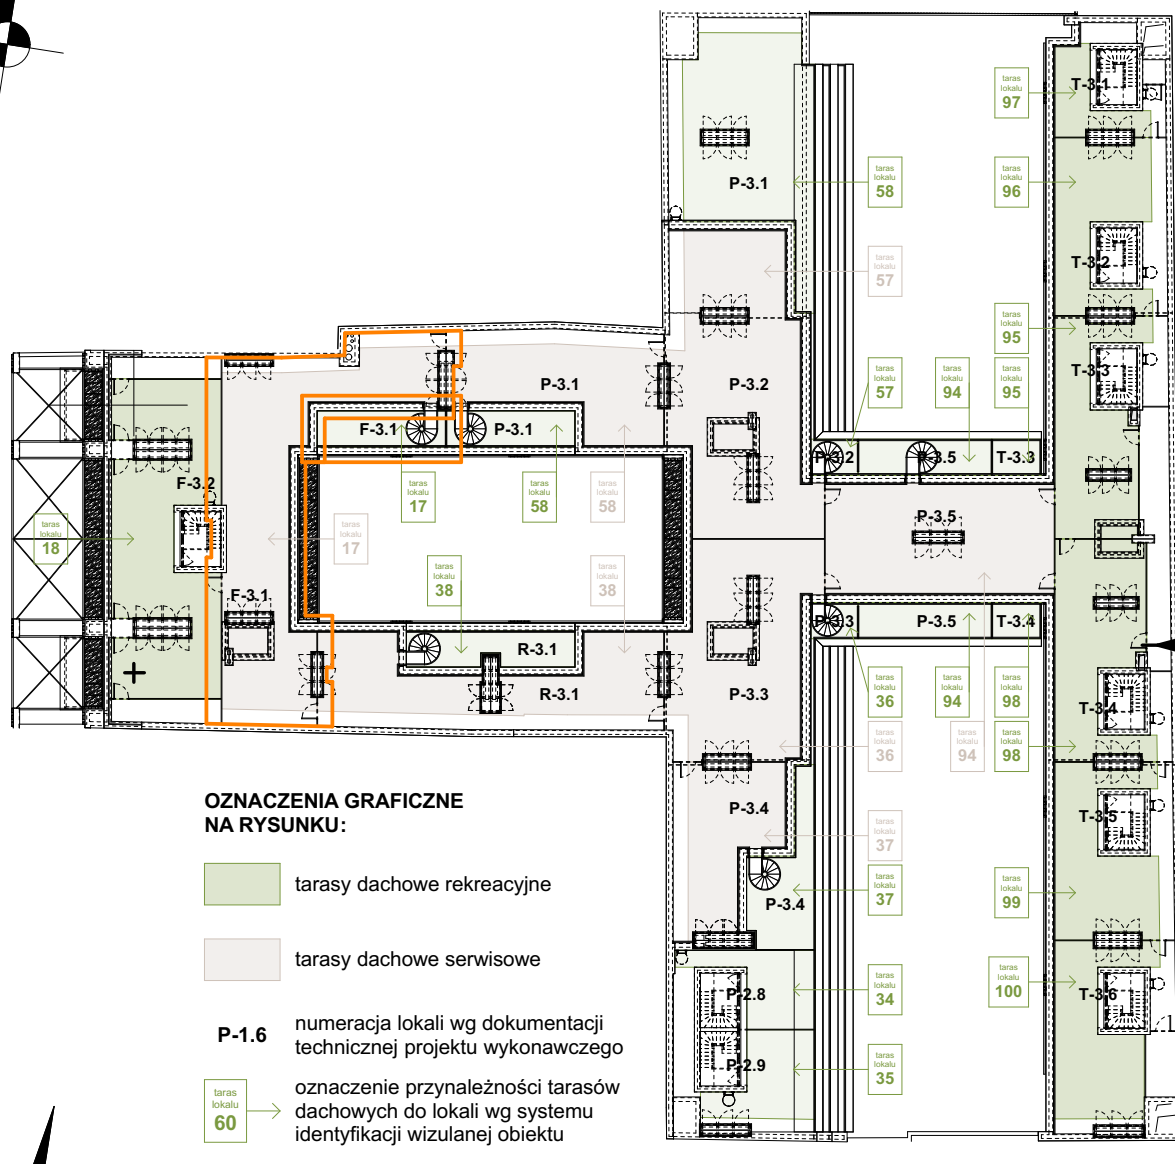 T-3.1
taras
lokalu
97
P-3.1
taras
lokalu
58
taras
lokalu
96
taras
lokalu
57
T-3.2
taras
lokalu
95
T-3.3
P-3.1
P-3.2
taras
lokalu
57
taras
lokalu
94
taras
lokalu
95
F-3.1
P-3.1
P-3.2
P-3.5
T-3.3
F-3.2
taras
lokalu
17
taras
lokalu
58
taras
lokalu
58
P-3.5
taras
lokalu
18
taras
lokalu
17
taras
lokalu
38
taras
lokalu
38
F-3.1
P-3.3
P-3.5
T-3.4
R-3.1
R-3.1
P-3.3
taras
lokalu
36
taras
lokalu
94
taras
lokalu
98
T-3.4
taras
lokalu
36
taras
lokalu
94
taras
lokalu
98
P-3.4
taras
lokalu
37
T-3.5
taras
lokalu
37
P-3.4
taras
lokalu
99
taras
lokalu
100
T-3.6
P-2.8
taras
lokalu
34
P-2.9
taras
lokalu
35
OZNACZENIA GRAFICZNE
NA RYSUNKU:
tarasy dachowe rekreacyjne
tarasy dachowe serwisowe
P-1.6
numeracja lokali wg dokumentacji
technicznej projektu wykonawczego
taras
lokalu
60
oznaczenie przynależności tarasów
dachowych do lokali wg systemu
identyfikacji wizulanej obiektu